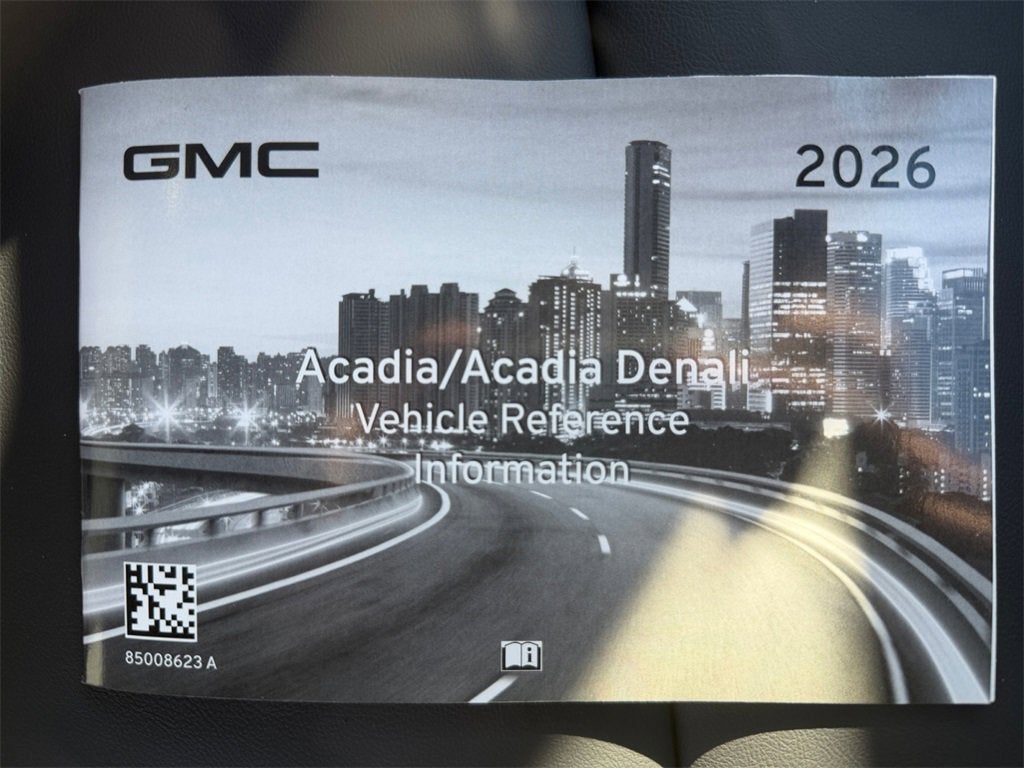 GMC
2026
Acadia/Acadia Denali
Vehicle Reference
Information
85008623 A
i